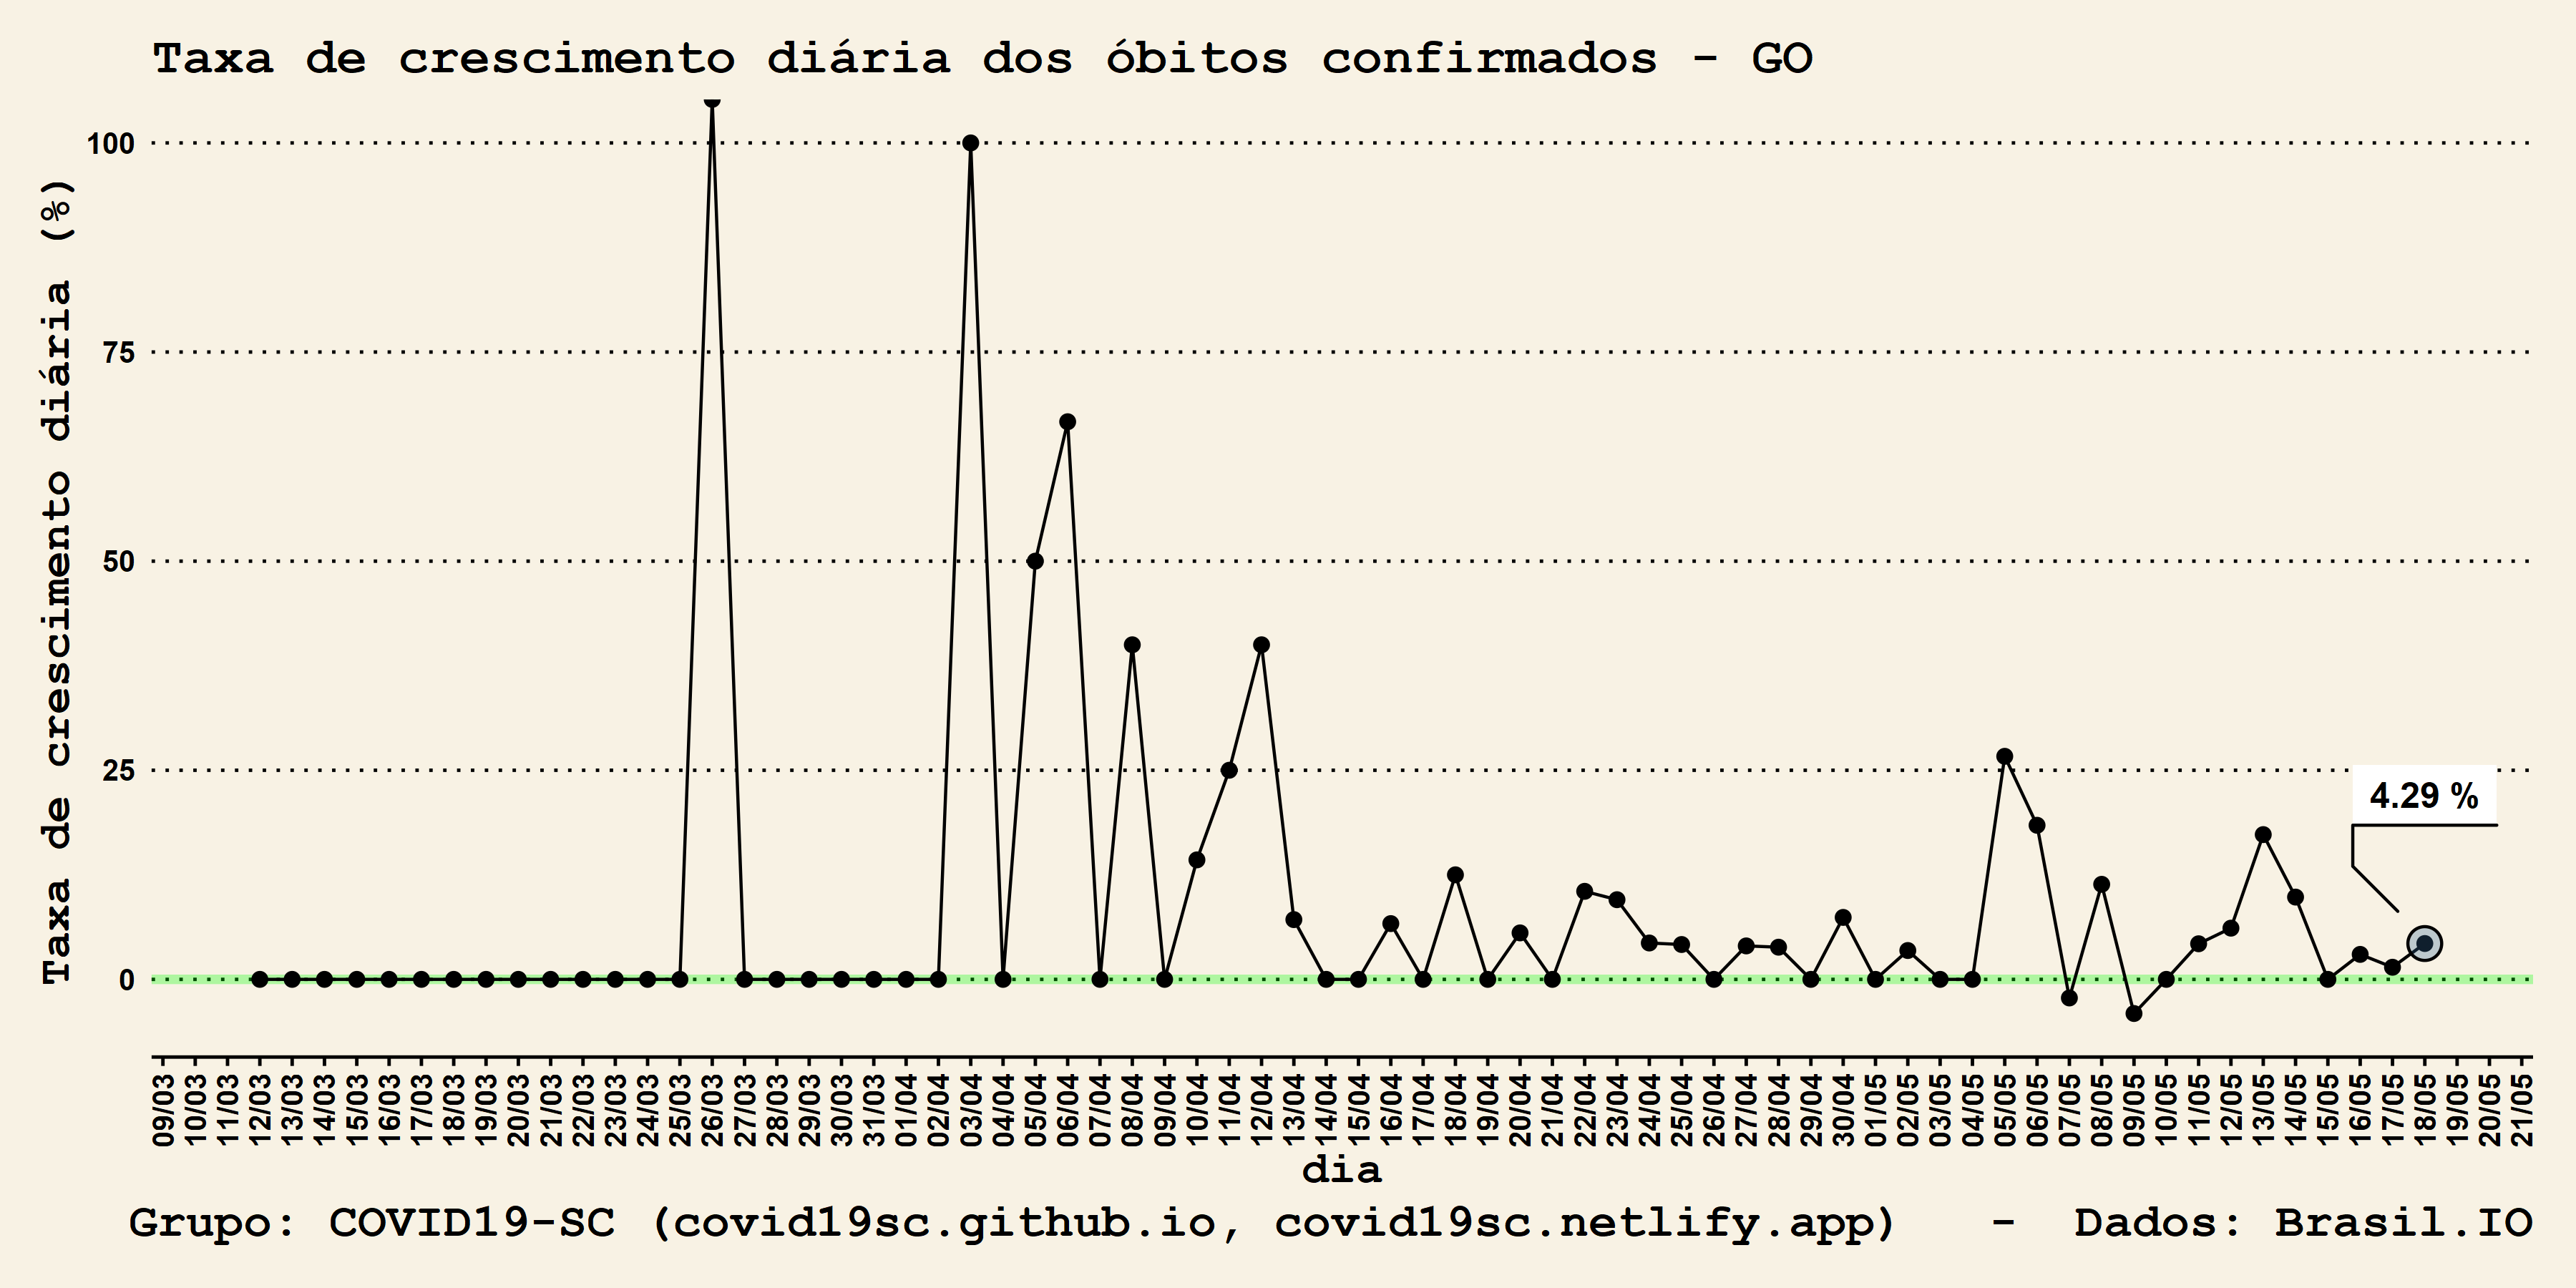 Taxa de crescimento diária dos óbitos confirmados - GO
Taxa de crescimento diária (%)
100
75
50
25
0
4.29 %
09/03 10/03 11/03 12/03 13/03 14/03 15/03 16/03 17/03 18/03 19/03 20/03 21/03 22/03 23/03 24/03 25/03 26/03 27/03 28/03 29/03 30/03 31/03 01/04 02/04 03/04 04/04 05/04 06/04 07/04 08/04 09/04 10/04 11/04 12/04 13/04 14/04 15/04 16/04 17/04 18/04 19/04 20/04 21/04 22/04 23/04 24/04 25/04 26/04 27/04 28/04 29/04 30/04 01/05 02/05 03/05 04/05 05/05 06/05 07/05 08/05 09/05 10/05 11/05 12/05 13/05 14/05 15/05 16/05 17/05 18/05 19/05 20/05 21/05
dia
Grupo: COVID19-SC (covid19sc.github.io, covid19sc.netlify.app) - Dados: Brasil.IO